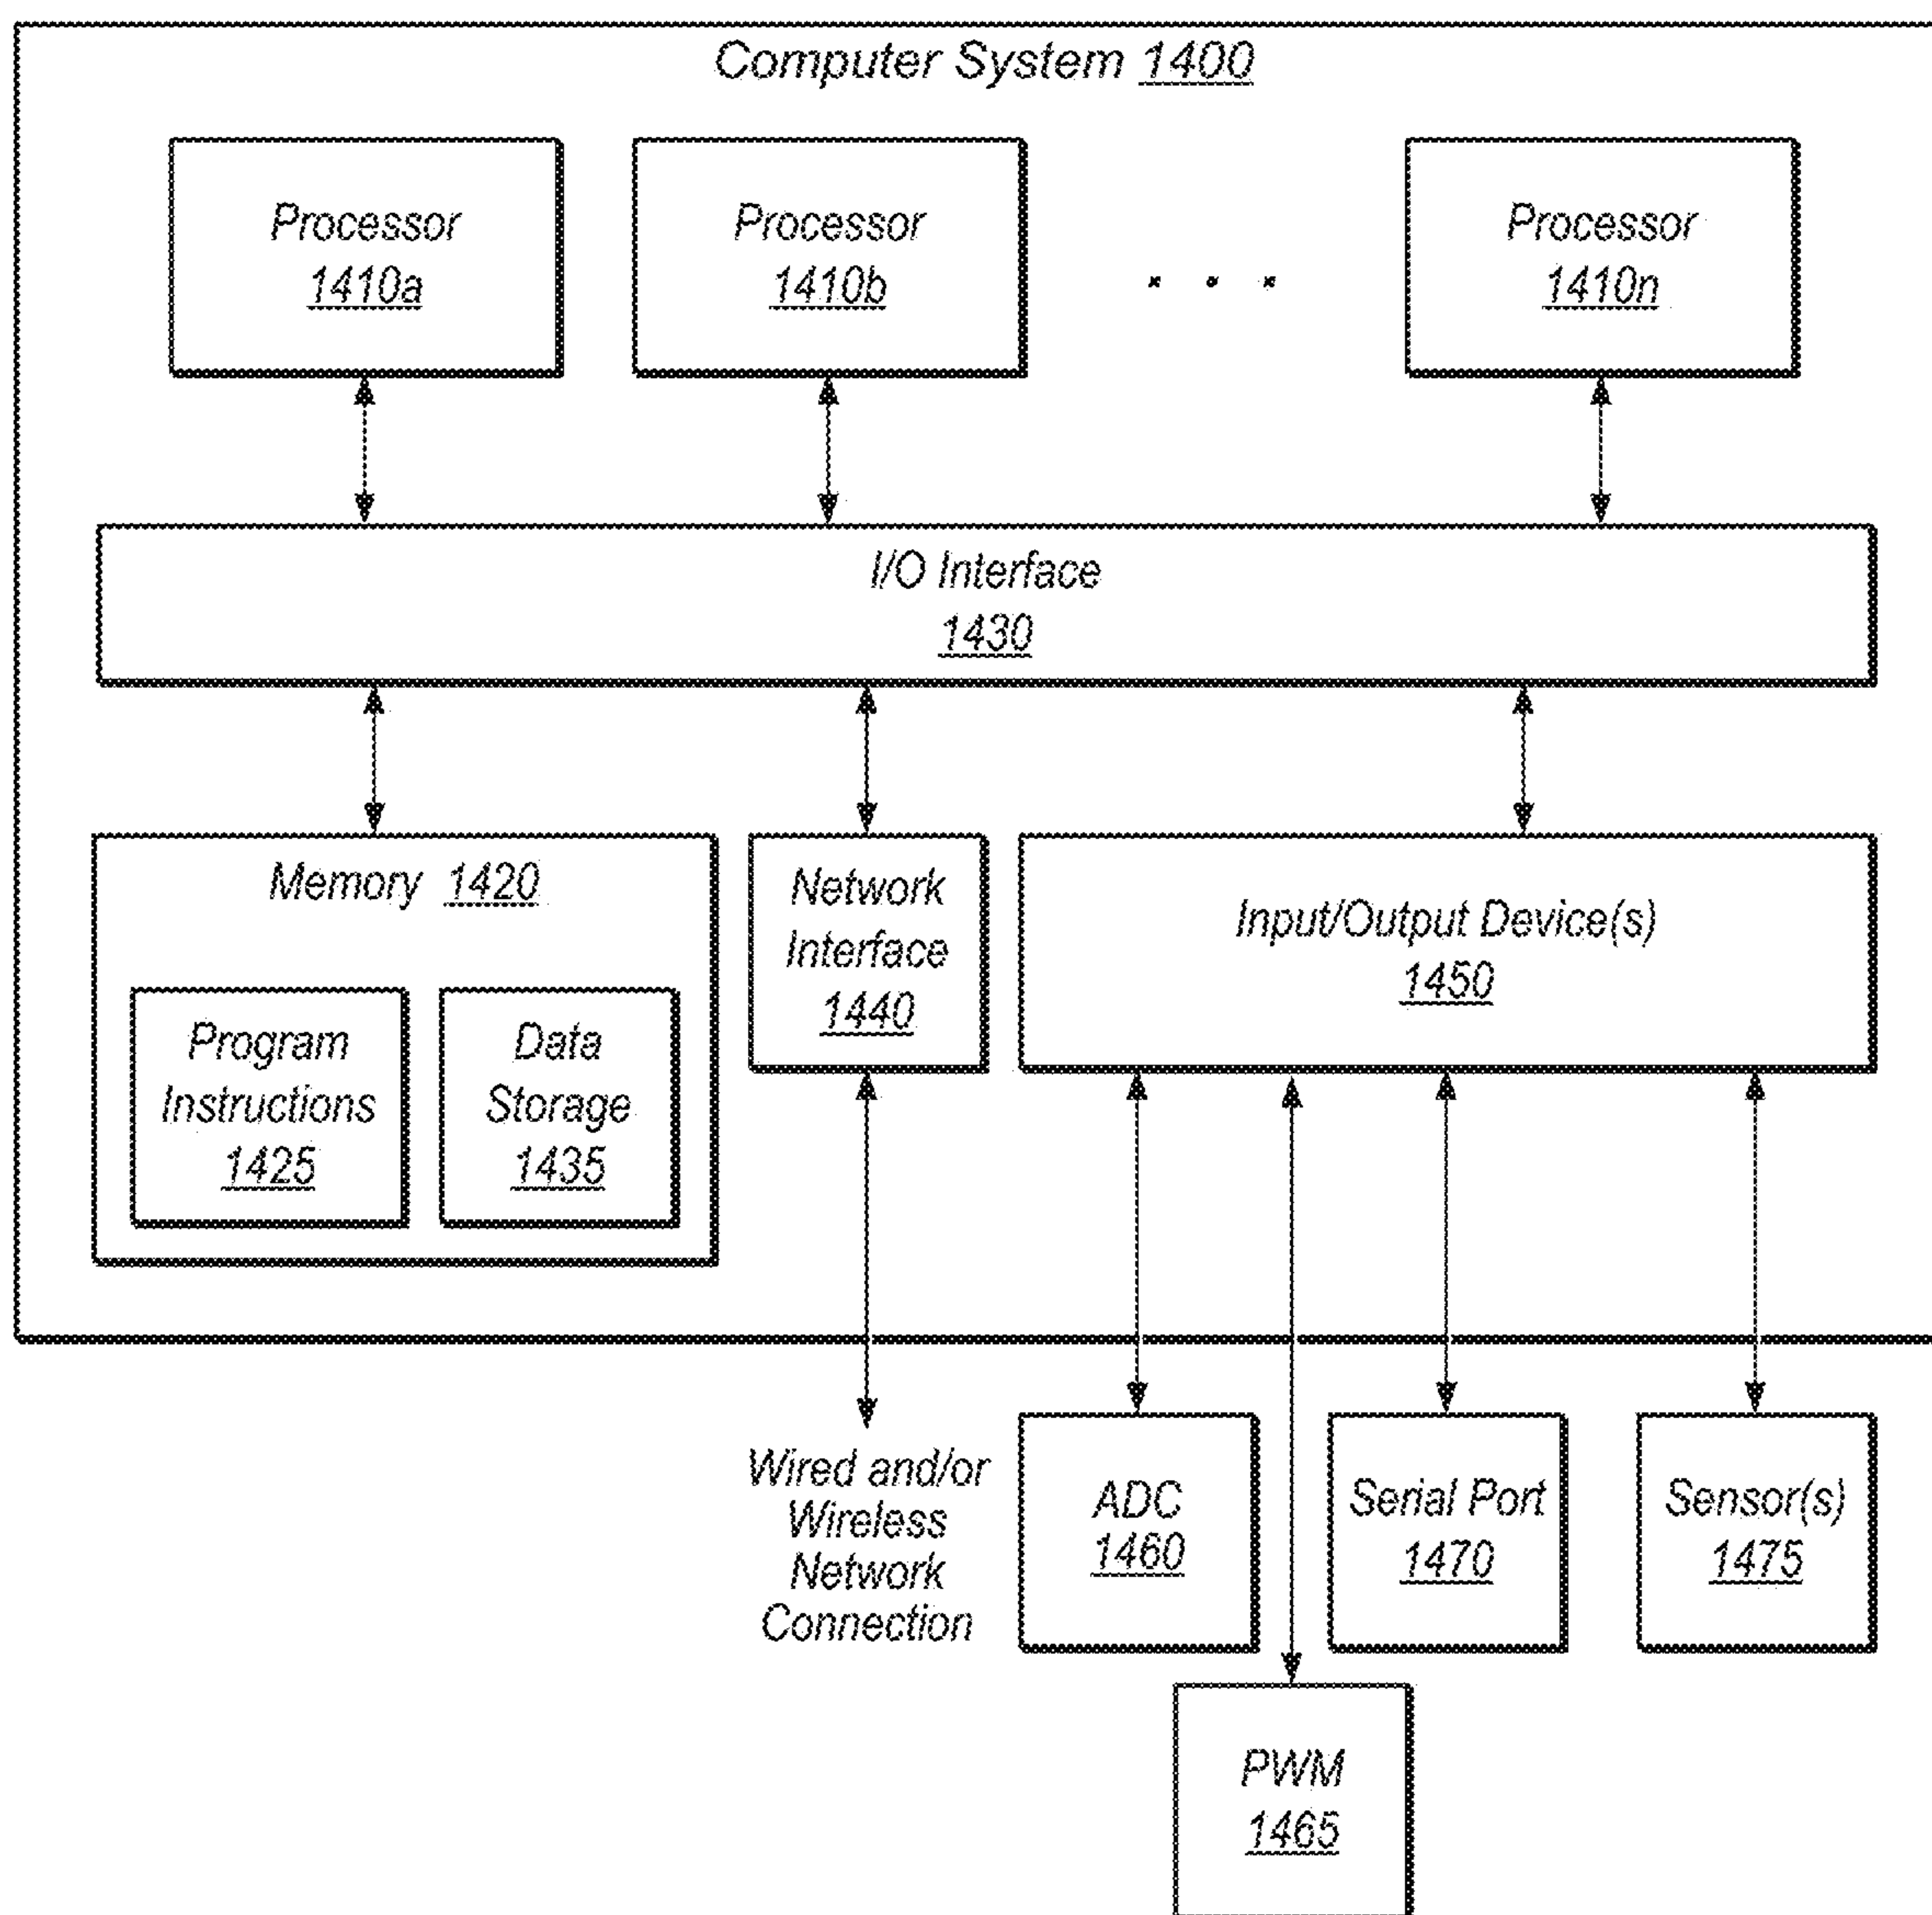 Computer System 1400
Processor
1410a
Processor
1410b
. . .
Processor
1410n
I/O Interface
1430
Memory 1420
Program
Instructions
1425
Data
Storage
1435
Network
Interface
1440
Input/Output Device(s)
1450
Wired and/or
Wireless
Network
Connection
ADC
1460
Serial Port
1470
Sensor(s)
1475
PWM
1465